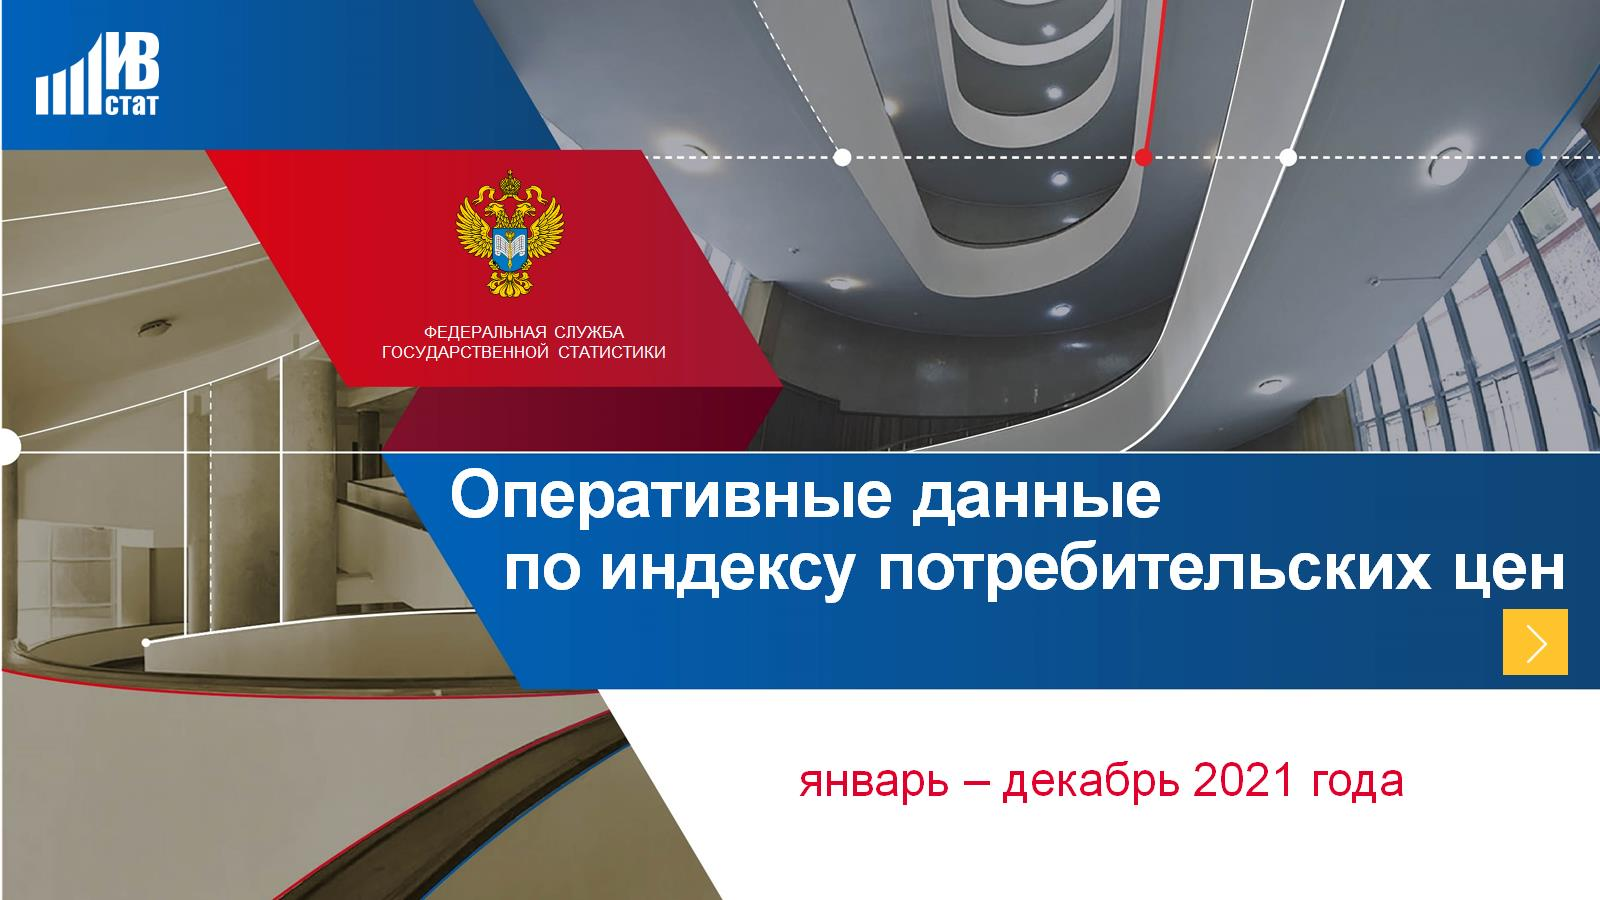 ИВ
стат
ФЕДЕРАЛЬНАЯ СЛУЖБА
ГОСУДАРСТВЕННОЙ СТАТИСТИКИ
Оперативные данные
по индексу потребительских цен
январь – декабрь 2021 года